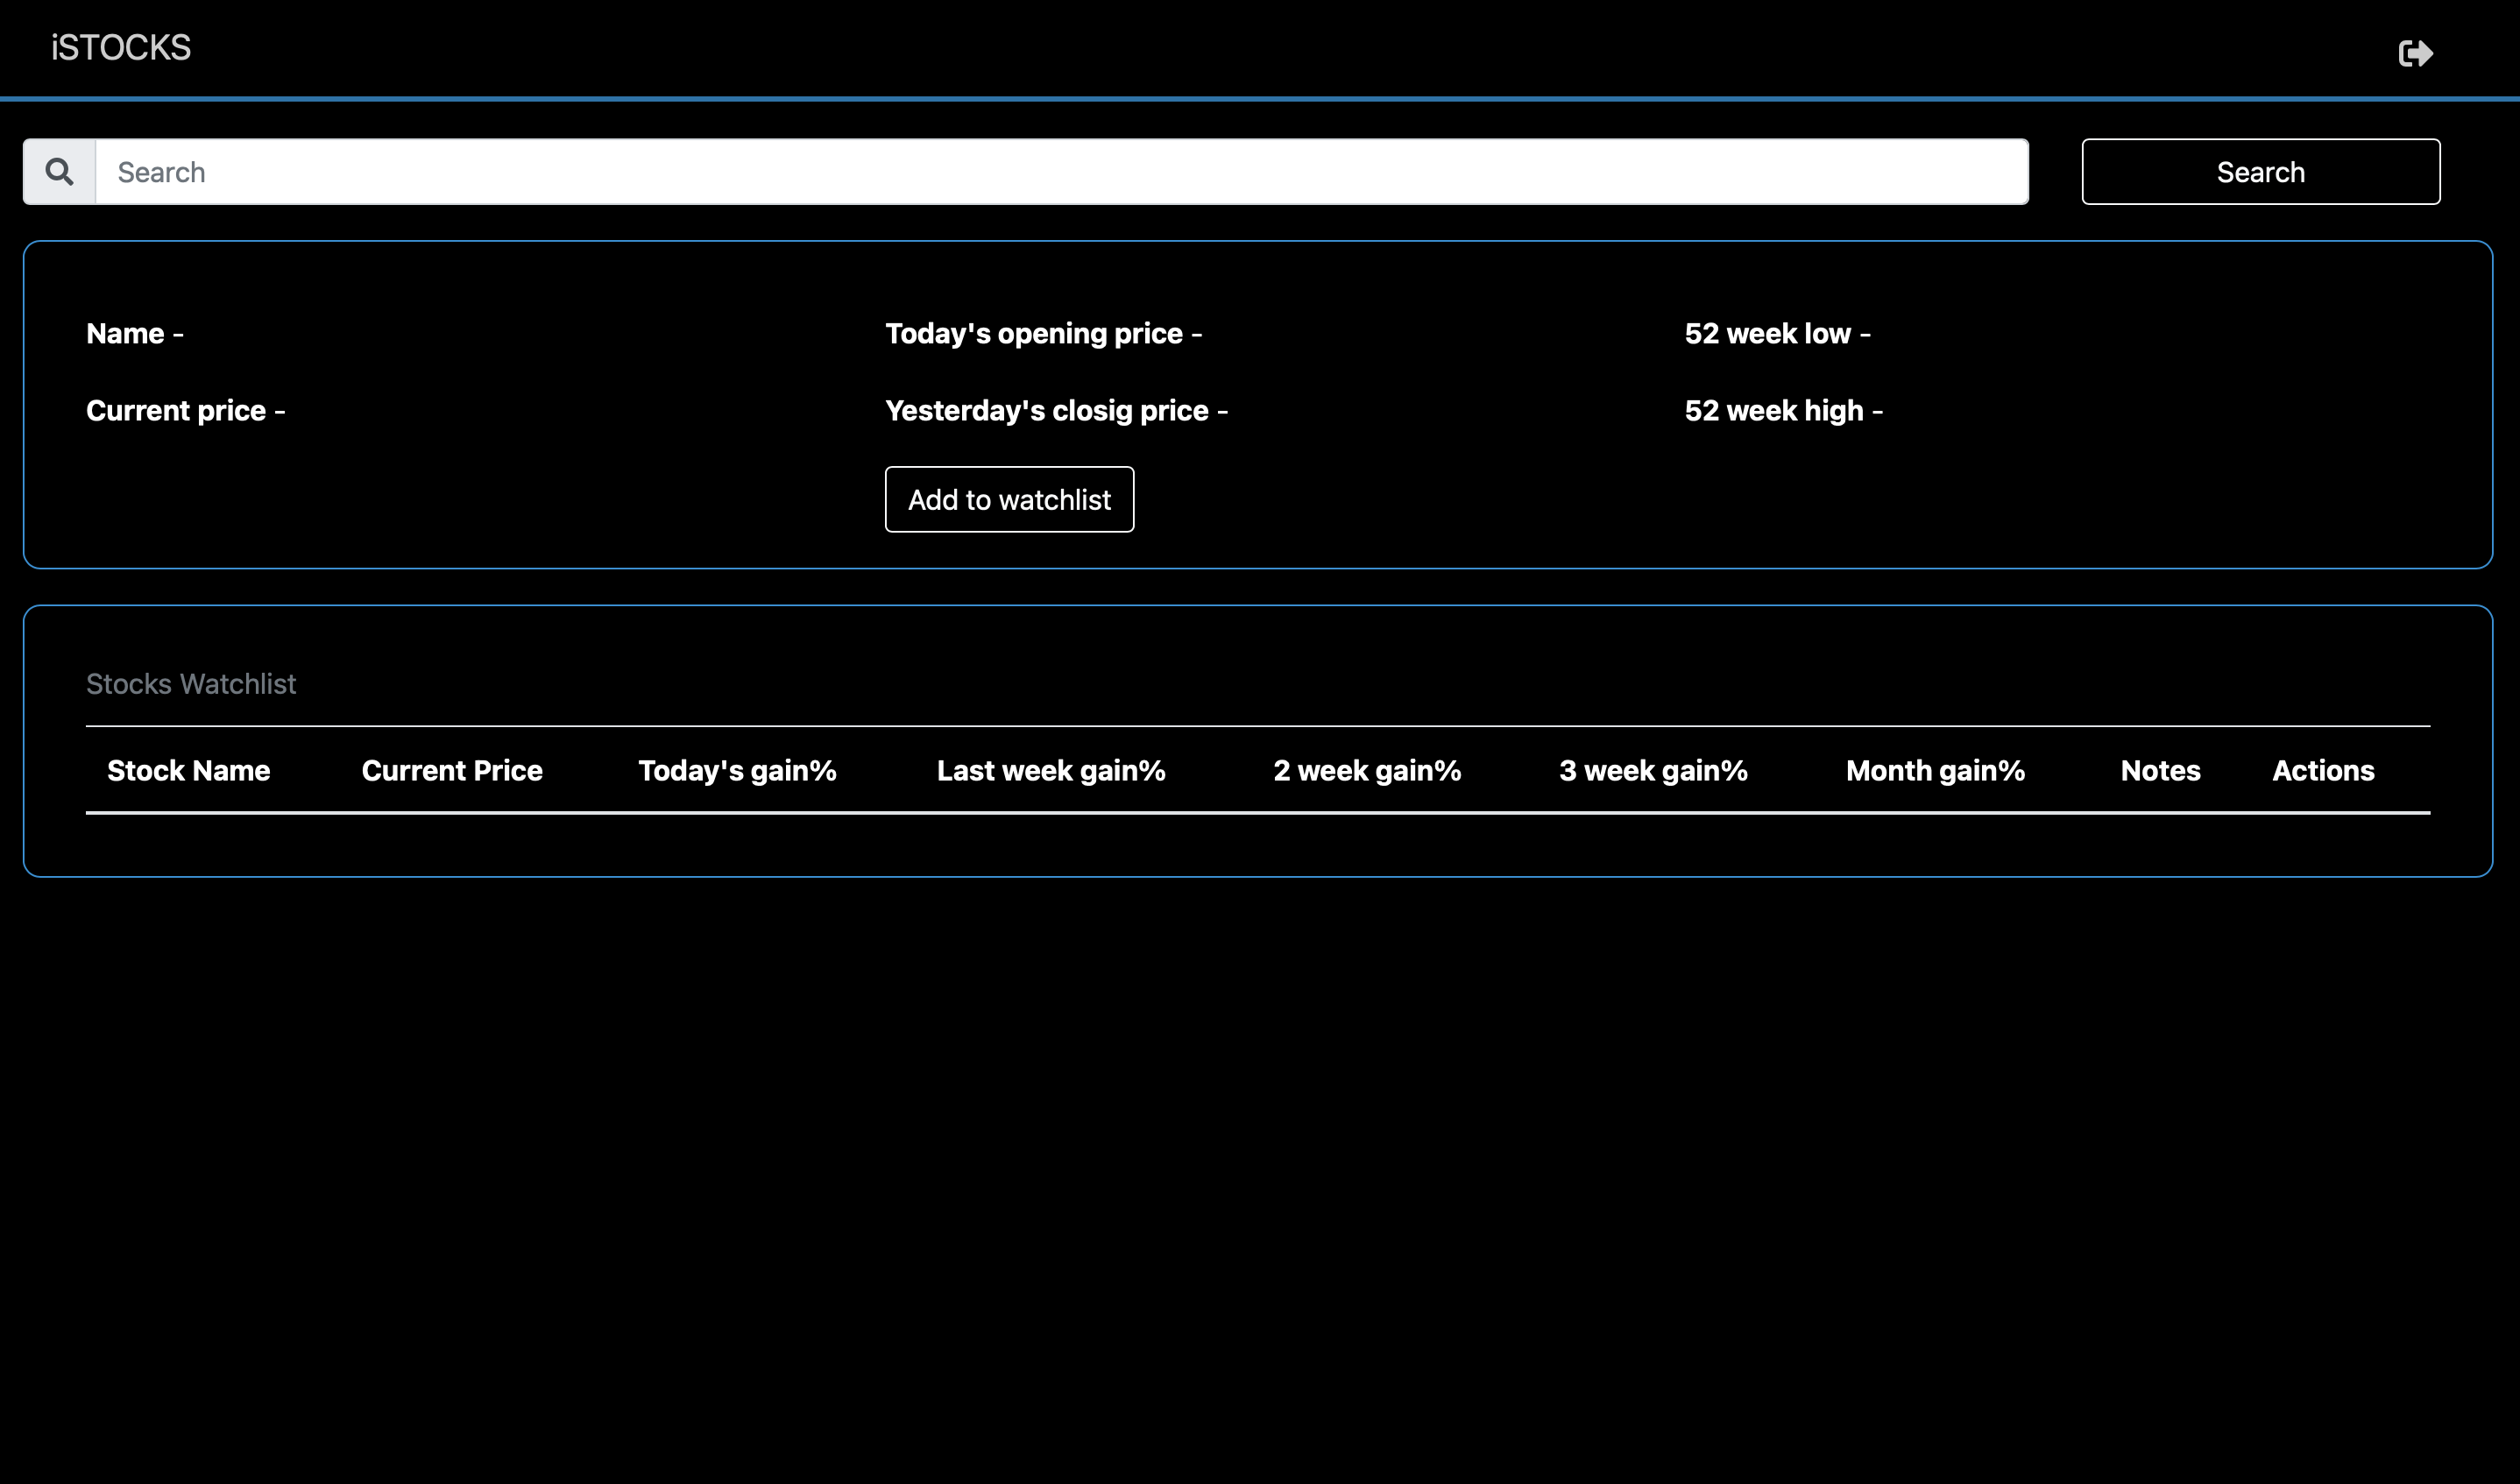 iSTOCKS
Search
Search
Name -
Today's opening price -
52 week low -
Current price -
Yesterday's closig price -
52 week high -
Add to watchlist
Stocks Watchlist
Stock Name Current Price Today's gain% Last week gain% 2 week gain% 3 week gain% Month gain% Notes Actions